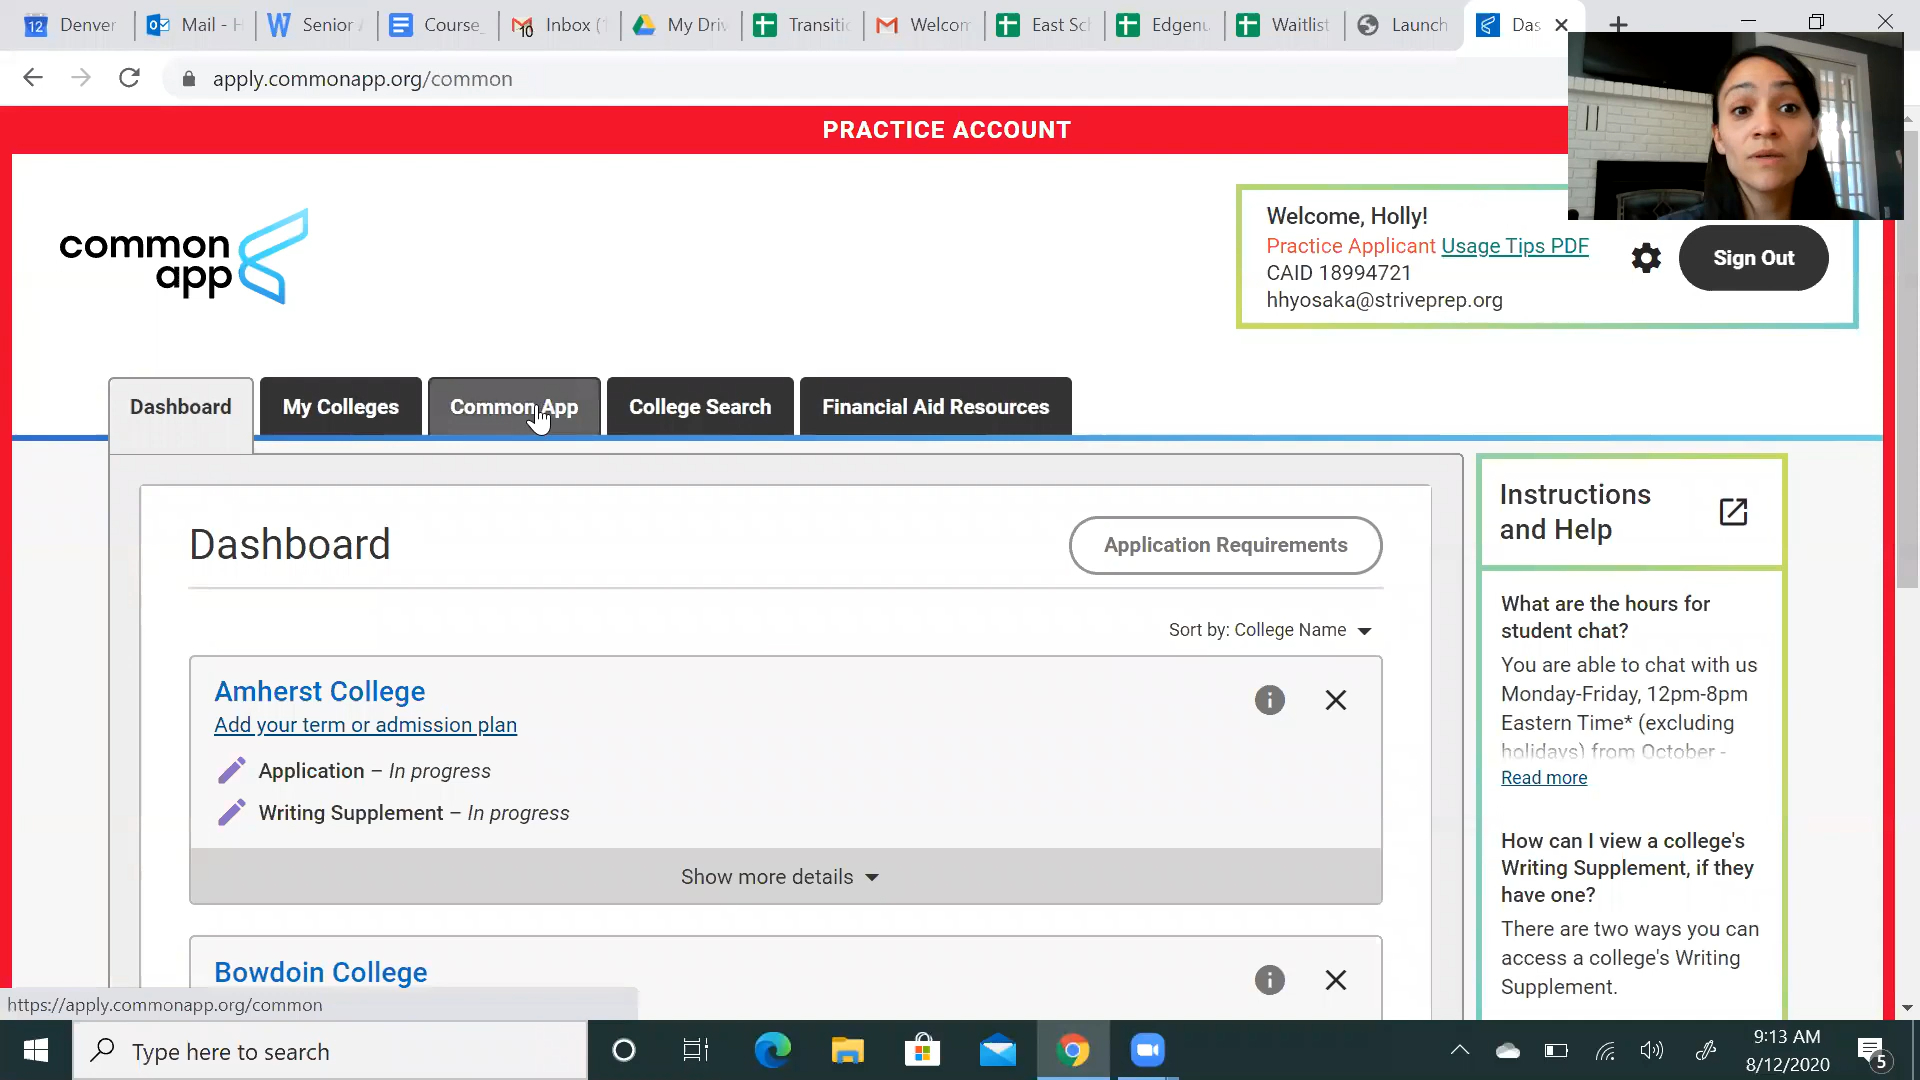 12 Denver
Mail - H
Senior
Course_
10 Inbox (1
My Driv
Transitio
Welcom
East Sc
Edgenu
Waitlist
Launch
Das
apply.commonapp.org/common
PRACTICE ACCOUNT
common
app
Welcome, Holly!
Practice Applicant Usage Tips PDF
CAID 18994721
hhyosaka@striveprep.org
Sign Out
Dashboard
My Colleges
Common App
College Search
Financial Aid Resources
Dashboard
Application Requirements
Sort by: College Name
Amherst College
Add your term or admission plan
Application – In progress
Writing Supplement – In progress
Show more details
Bowdoin College
Instructions
and Help
What are the hours for
student chat?
You are able to chat with us
Monday-Friday, 12pm-8pm
Eastern Time* (excluding
holidays) from October -
Read more
How can I view a college's
Writing Supplement, if they
have one?
There are two ways you can
access a college's Writing
Supplement.
https://apply.commonapp.org/common
Type here to search
9:13 AM
8/12/2020
5